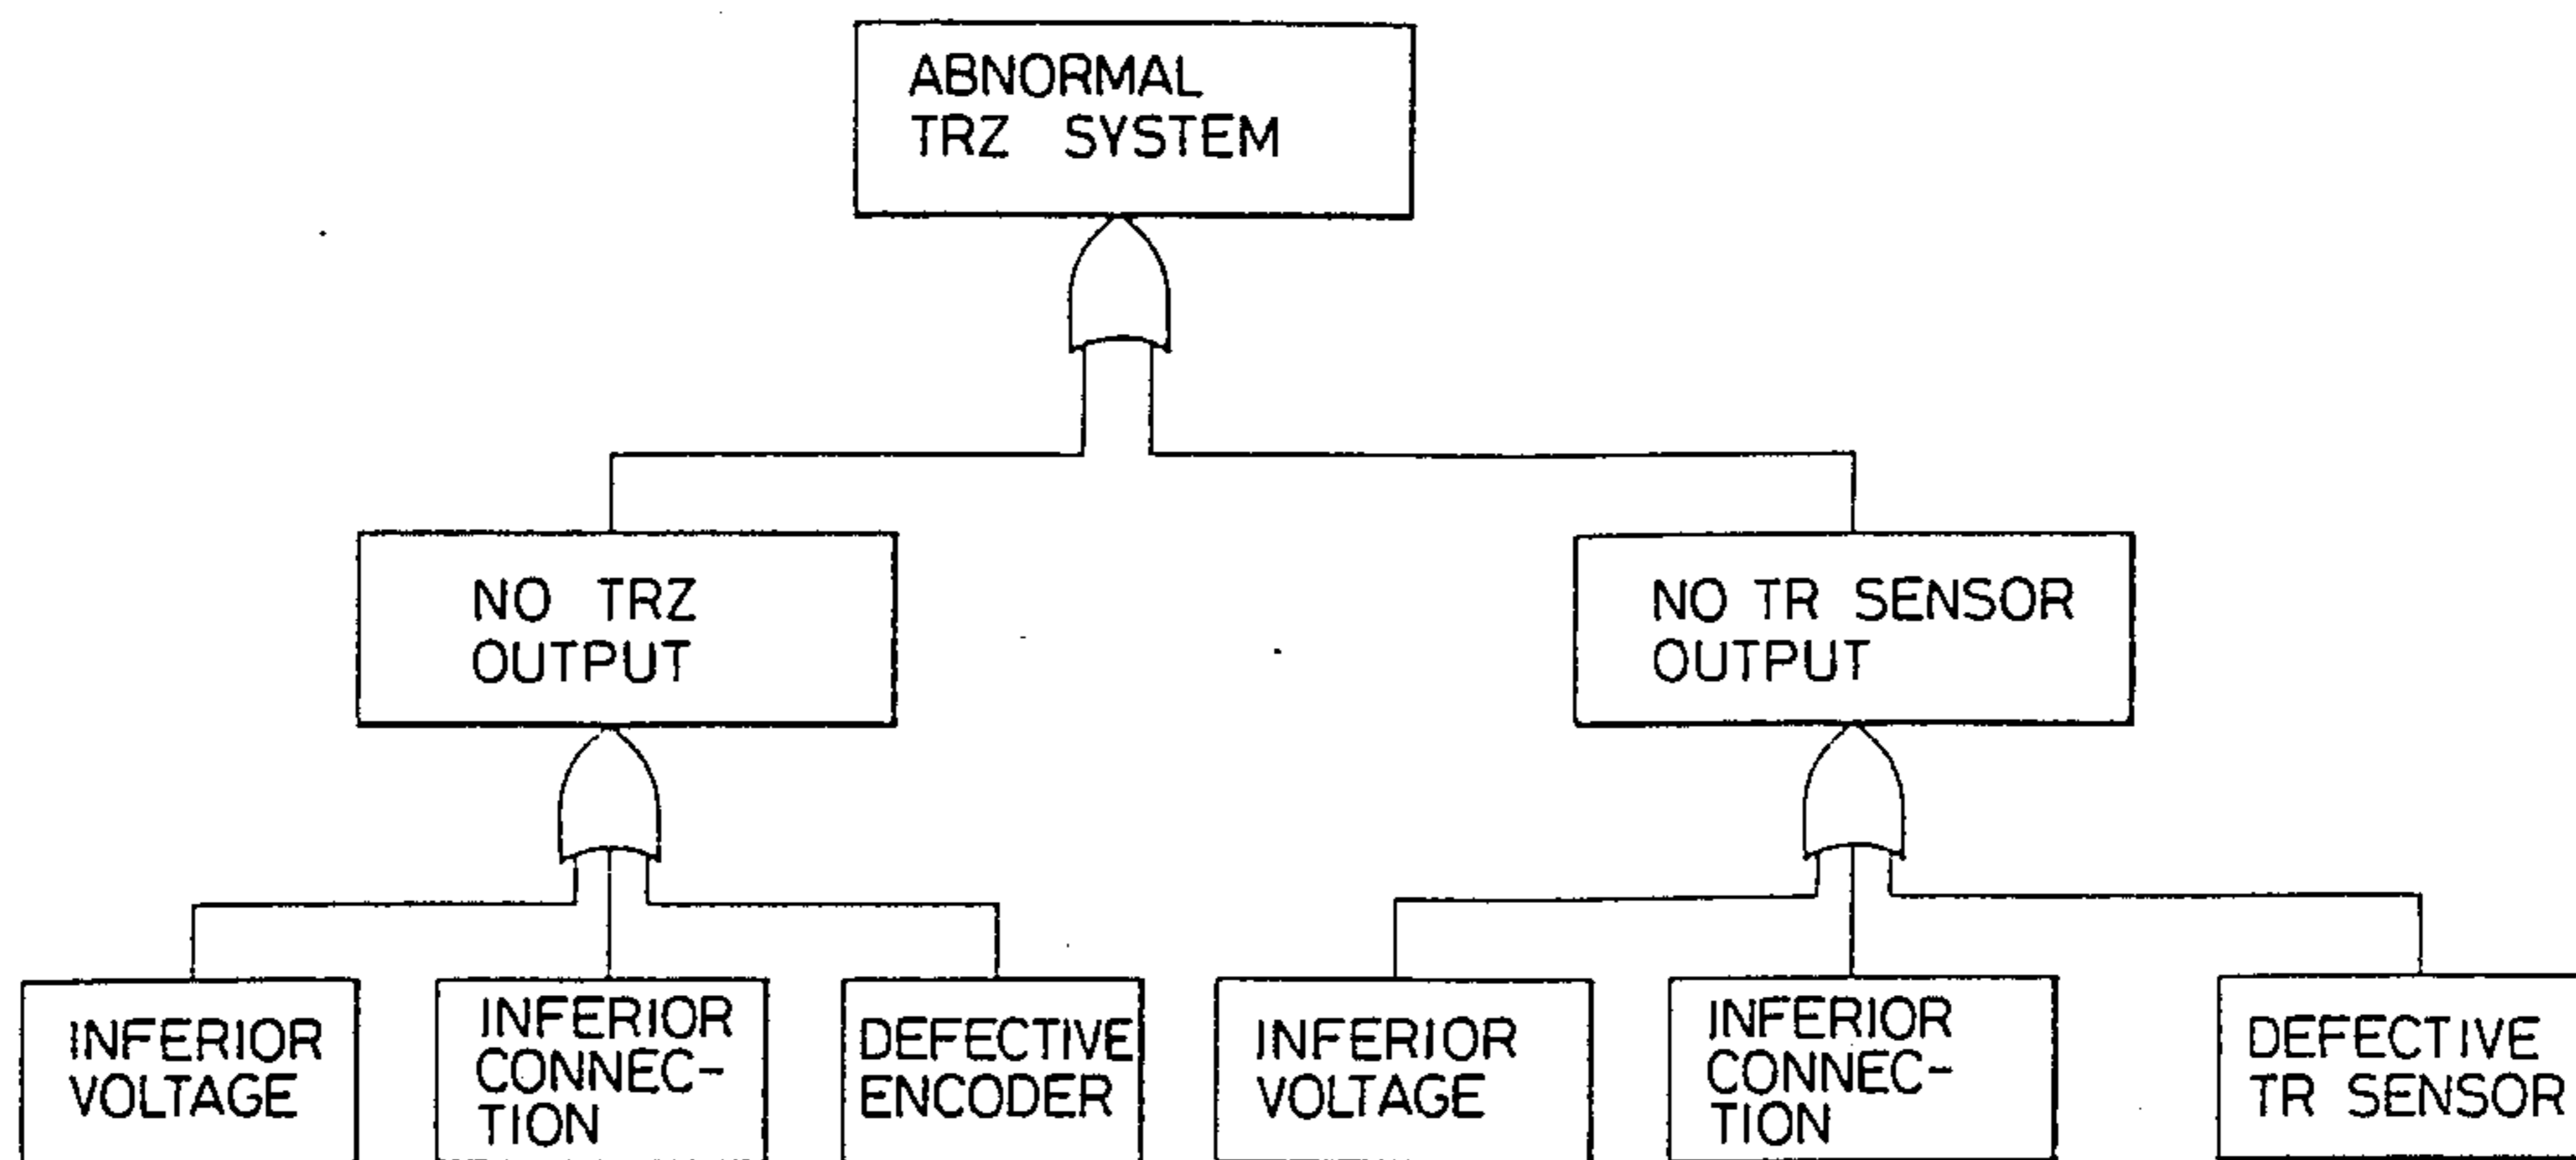 ABNORMAL
TRZ SYSTEM
NO TRZ
OUTPUT
NO TR SENSOR
OUTPUT
INFERIOR
VOLTAGE
INFERIOR
CONNEC-
TION
DEFECTIVE
ENCODER
INFERIOR
VOLTAGE
INFERIOR
CONNEC-
TION
DEFECTIVE
TR SENSOR